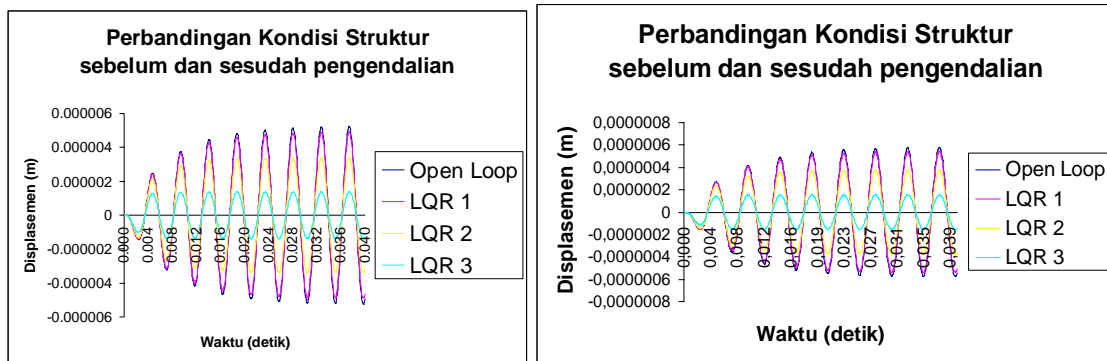 Perbandingan Kondisi Struktur
sebelum dan sesudah pengendalian
0.000006
0.000004
0.000002
0
-0.000002
-0.000004
-0.000006
Displasemen (m)
0.000
0.004
0.008
0.012
0.016
0.020
0.024
0.028
0.032
0.036
0.040
Waktu (detik)
Open Loop
LQR 1
LQR 2
LQR 3
Perbandingan Kondisi Struktur
sebelum dan sesudah pengendalian
0,0000008
0,0000006
0,0000004
0,0000002
0
-0,0000002
-0,0000004
-0,0000006
-0,0000008
Displasemen (m)
0.000
0.004
0.008
0.012
0.016
0.019
0.023
0.027
0.031
0.035
0.039
Waktu (detik)
Open Loop
LQR 1
LQR 2
LQR 3